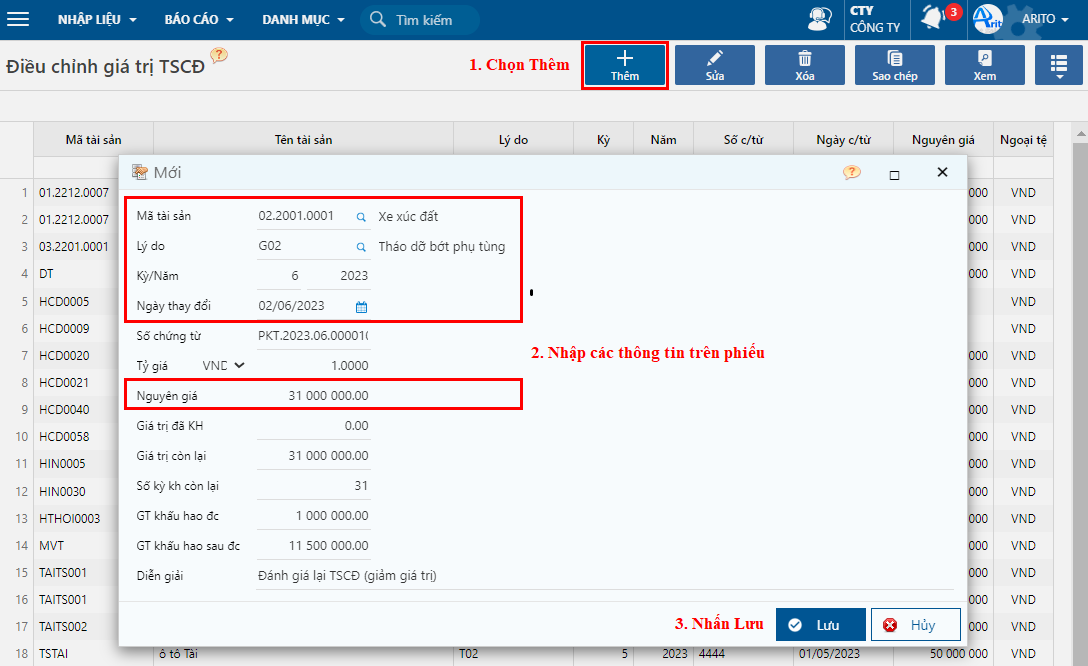 NHẬP LIỆU BÁO CÁO DANH MỤC Tìm kiếm CTY CÔNG TY 3 Arit ARITO
Điều chỉnh giá trị TSCĐ ? 1. Chọn Thêm Thêm Sửa Xóa Sao chép Xem
Mã tài sản Tên tài sản Lý do Kỳ Năm Số c/từ Ngày c/từ Nguyên giá Ngoại tệ
Mới ?
1 01.2212.0007 000 VND
2 01.2212.0007 000 VND
3 03.2201.0001 000 VND
4 DT 000 VND
5 HCD0005 VND
6 HCD0009 VND
7 HCD0020 000 VND
8 HCD0021 000 VND
9 HCD0040 000 VND
10 HCD0058 000 VND
11 HIN0005 000 VND
12 HIN0030 000 VND
13 HTHOI0003 000 VND
14 MVT 000 VND
15 TAITS001 000 VND
16 TAITS001 000 VND
17 TAITS002 000 VND
18 TSTAI ô tô Tài T02 5 2023 4444 01/05/2023 50 000 000 VND
Mã tài sản 02.2001.0001 Xe xúc đất
Lý do G02 Tháo dỡ bớt phụ tùng
Kỳ/Năm 6 2023
Ngày thay đổi 02/06/2023
Số chứng từ PKT.2023.06.000010
2. Nhập các thông tin trên phiếu
Tỷ giá VND 1.0000
Nguyên giá 31 000 000.00
Giá trị đã KH 0.00
Giá trị còn lại 31 000 000.00
Số kỳ kh còn lại 31
GT khấu hao đc 1 000 000.00
GT khấu hao sau đc 11 500 000.00
Diễn giải Đánh giá lại TSCĐ (giảm giá trị)
3. Nhấn Lưu Lưu Hủy